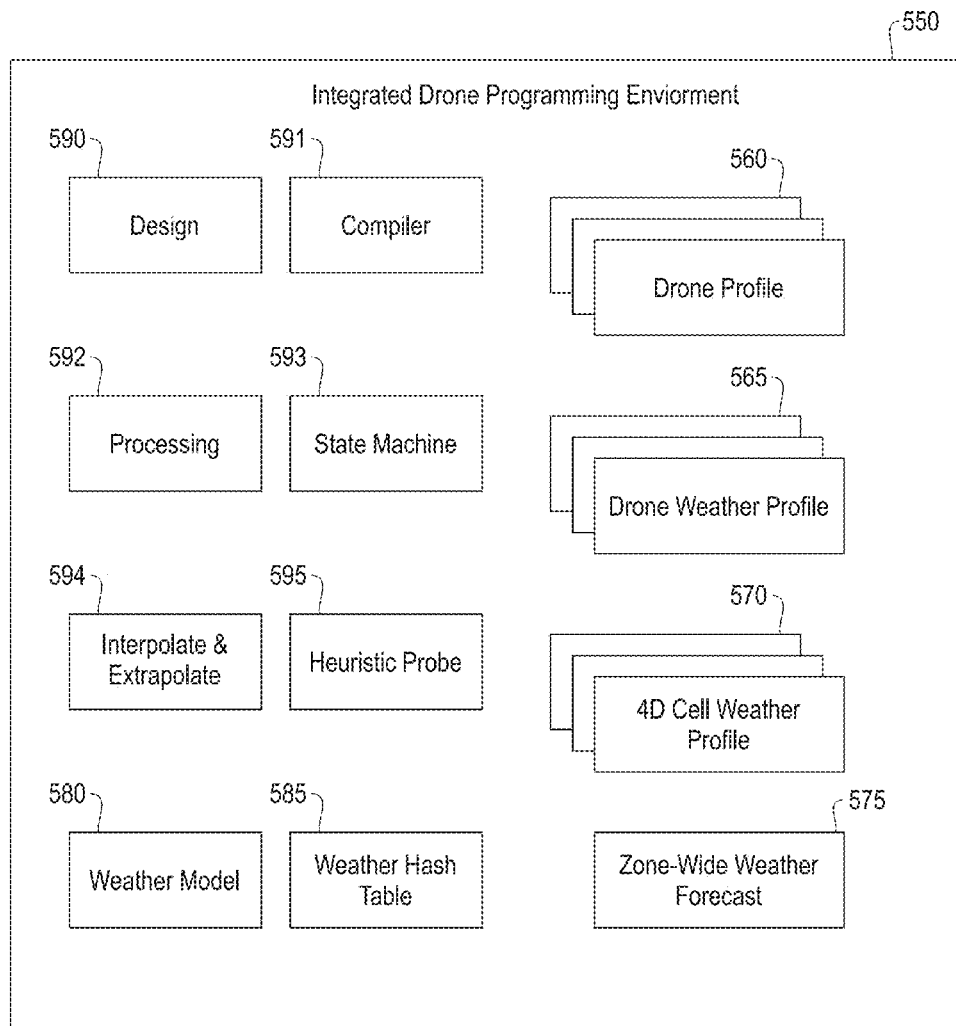 550
Integrated Drone Programming Enviorment
590
591
Design
Compiler
560
Drone Profile
592
593
Processing
State Machine
565
Drone Weather Profile
594
595
Interpolate &
Extrapolate
Heuristic Probe
570
4D Cell Weather
Profile
580
585
Weather Model
Weather Hash
Table
575
Zone-Wide Weather
Forecast